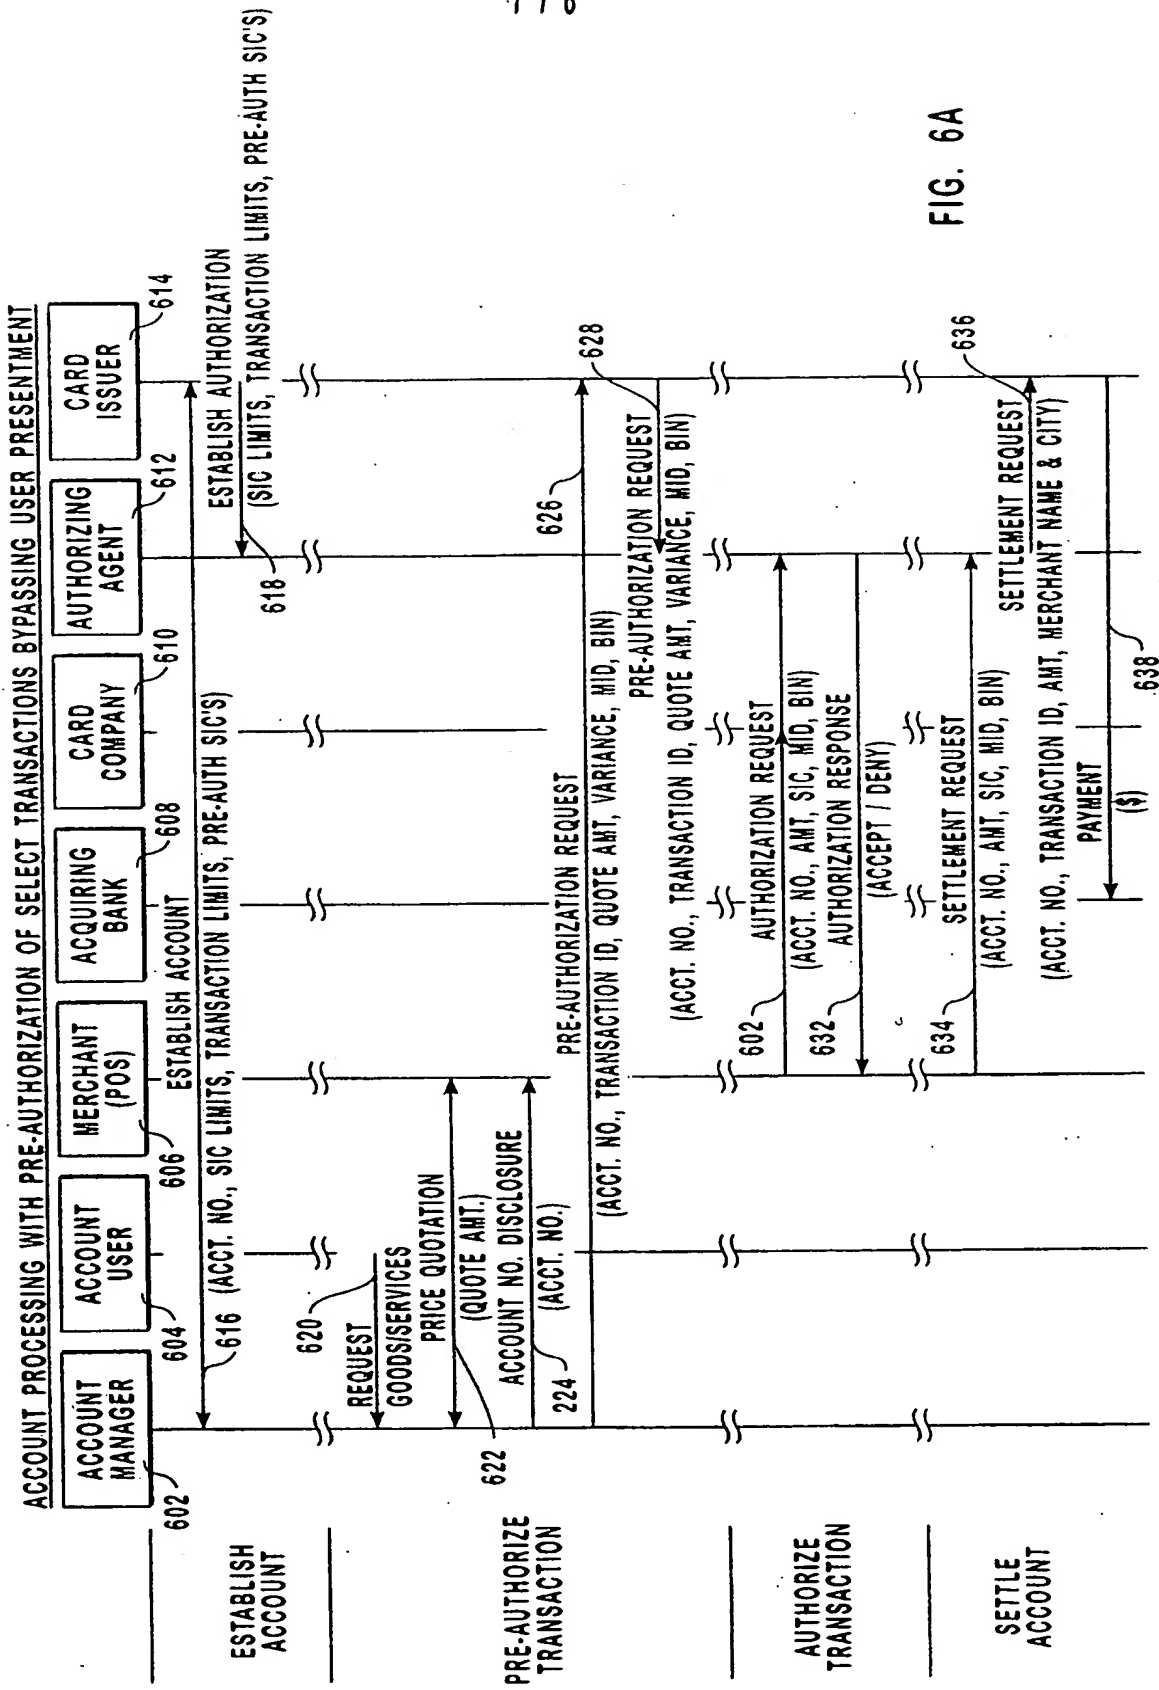 ACCOUNT PROCESSING WITH PRE-AUTHORIZATION OF SELECT TRANSACTIONS BYPASSING USER PRESENTMENT
ACCOUNT
MANAGER
602
ACCOUNT
USER
604
MERCHANT
(POS)
606
ACQUIRING
BANK
608
CARD
COMPANY
610
AUTHORIZING
AGENT
612
CARD
ISSUER
614
ESTABLISH
ACCOUNT
ESTABLISH ACCOUNT
616
(ACCT. NO., SIC LIMITS, TRANSACTION LIMITS, PRE-AUTH SIC'S)
ESTABLISH AUTHORIZATION
618
(SIC LIMITS, TRANSACTION LIMITS, PRE-AUTH SIC'S)
PRE-AUTHORIZE
TRANSACTION
620
REQUEST
GOODS/SERVICES
PRICE QUOTATION
(QUOTE AMT.)
622
ACCOUNT NO. DISCLOSURE
(ACCT. NO.)
224
PRE-AUTHORIZATION REQUEST
626
(ACCT. NO., TRANSACTION ID, QUOTE AMT, VARIANCE, MID, BIN)
628
PRE-AUTHORIZATION REQUEST
(ACCT. NO., TRANSACTION ID, QUOTE AMT, VARIANCE, MID, BIN)
AUTHORIZE
TRANSACTION
602
AUTHORIZATION REQUEST
(ACCT. NO., AMT, SIC, MID, BIN)
632
AUTHORIZATION RESPONSE
(ACCEPT / DENY)
SETTLE
ACCOUNT
634
SETTLEMENT REQUEST
(ACCT. NO., AMT, SIC, MID, BIN)
SETTLEMENT REQUEST
636
(ACCT. NO., TRANSACTION ID, AMT, MERCHANT NAME & CITY)
PAYMENT
($)
638
FIG. 6A